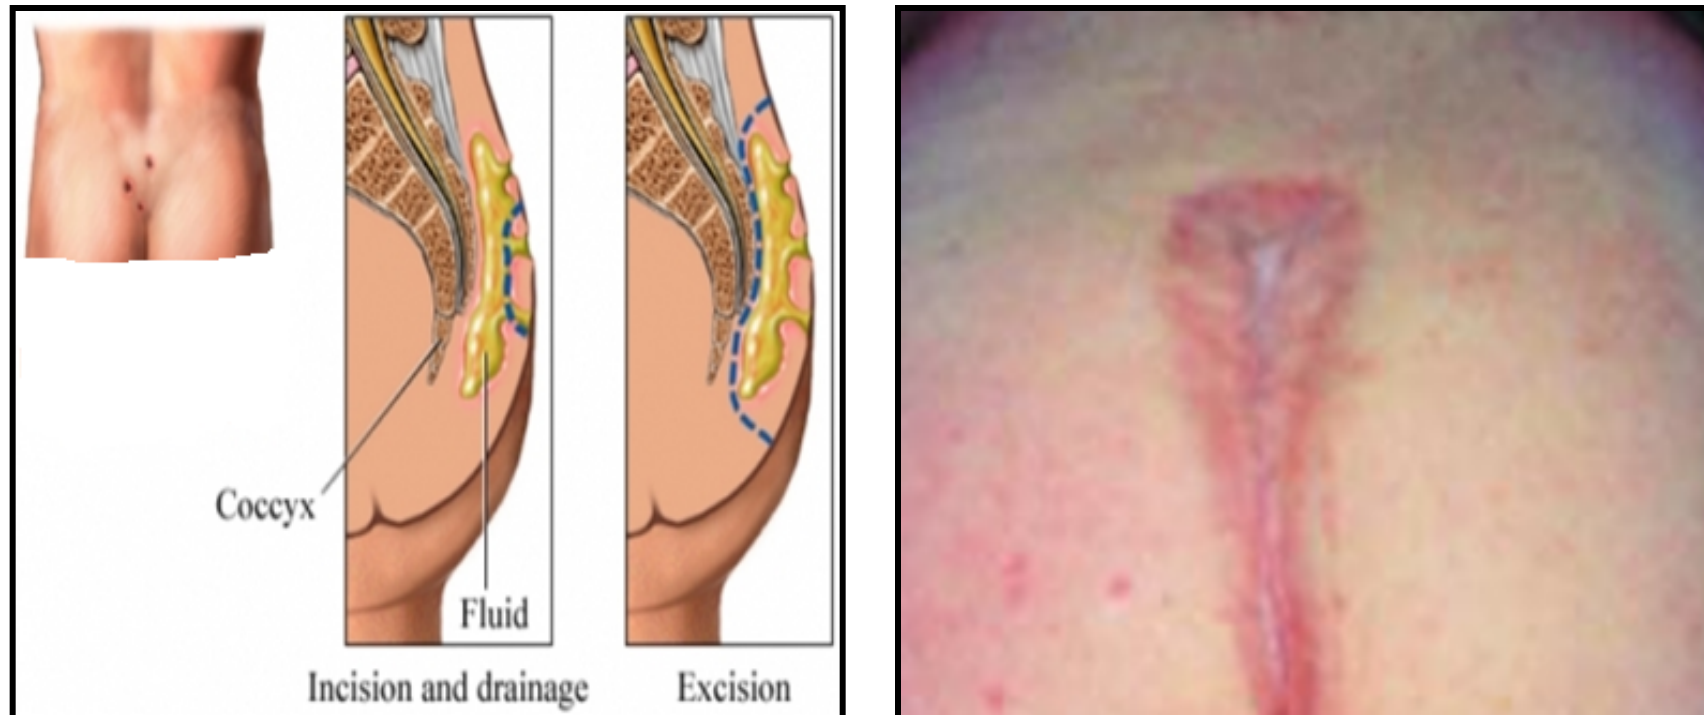 Coccyx
Fluid
Incision and drainage
Excision